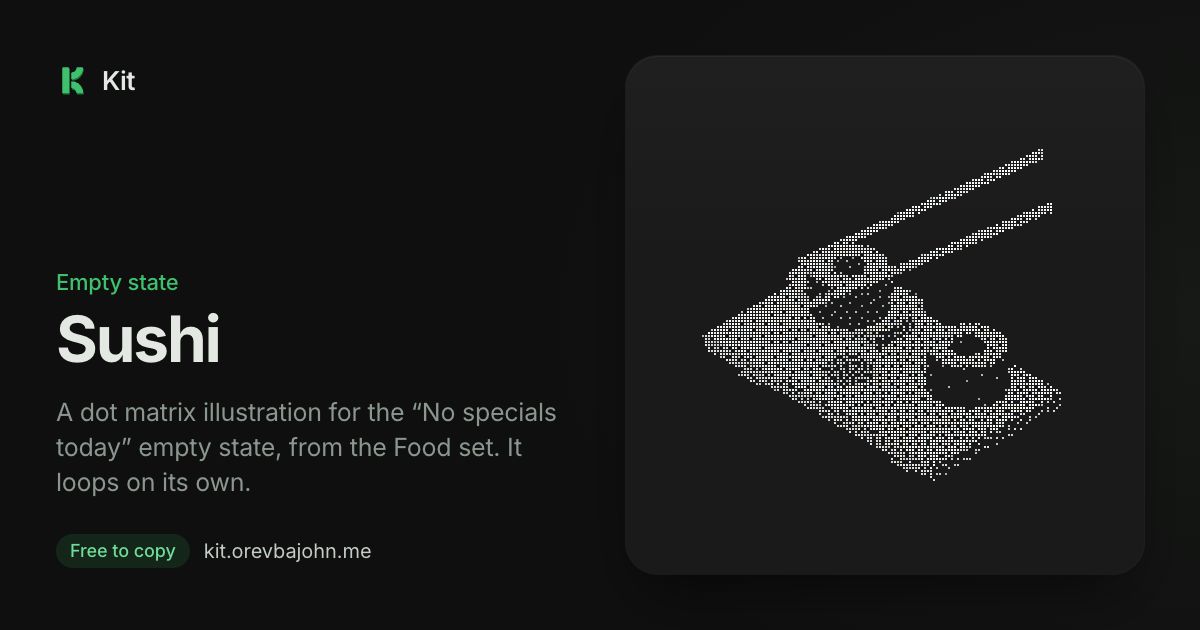 Kit
Empty state
Sushi
A dot matrix illustration for the “No specials
today” empty state, from the Food set. It
loops on its own.
Free to copy
kit.orevbajohn.me